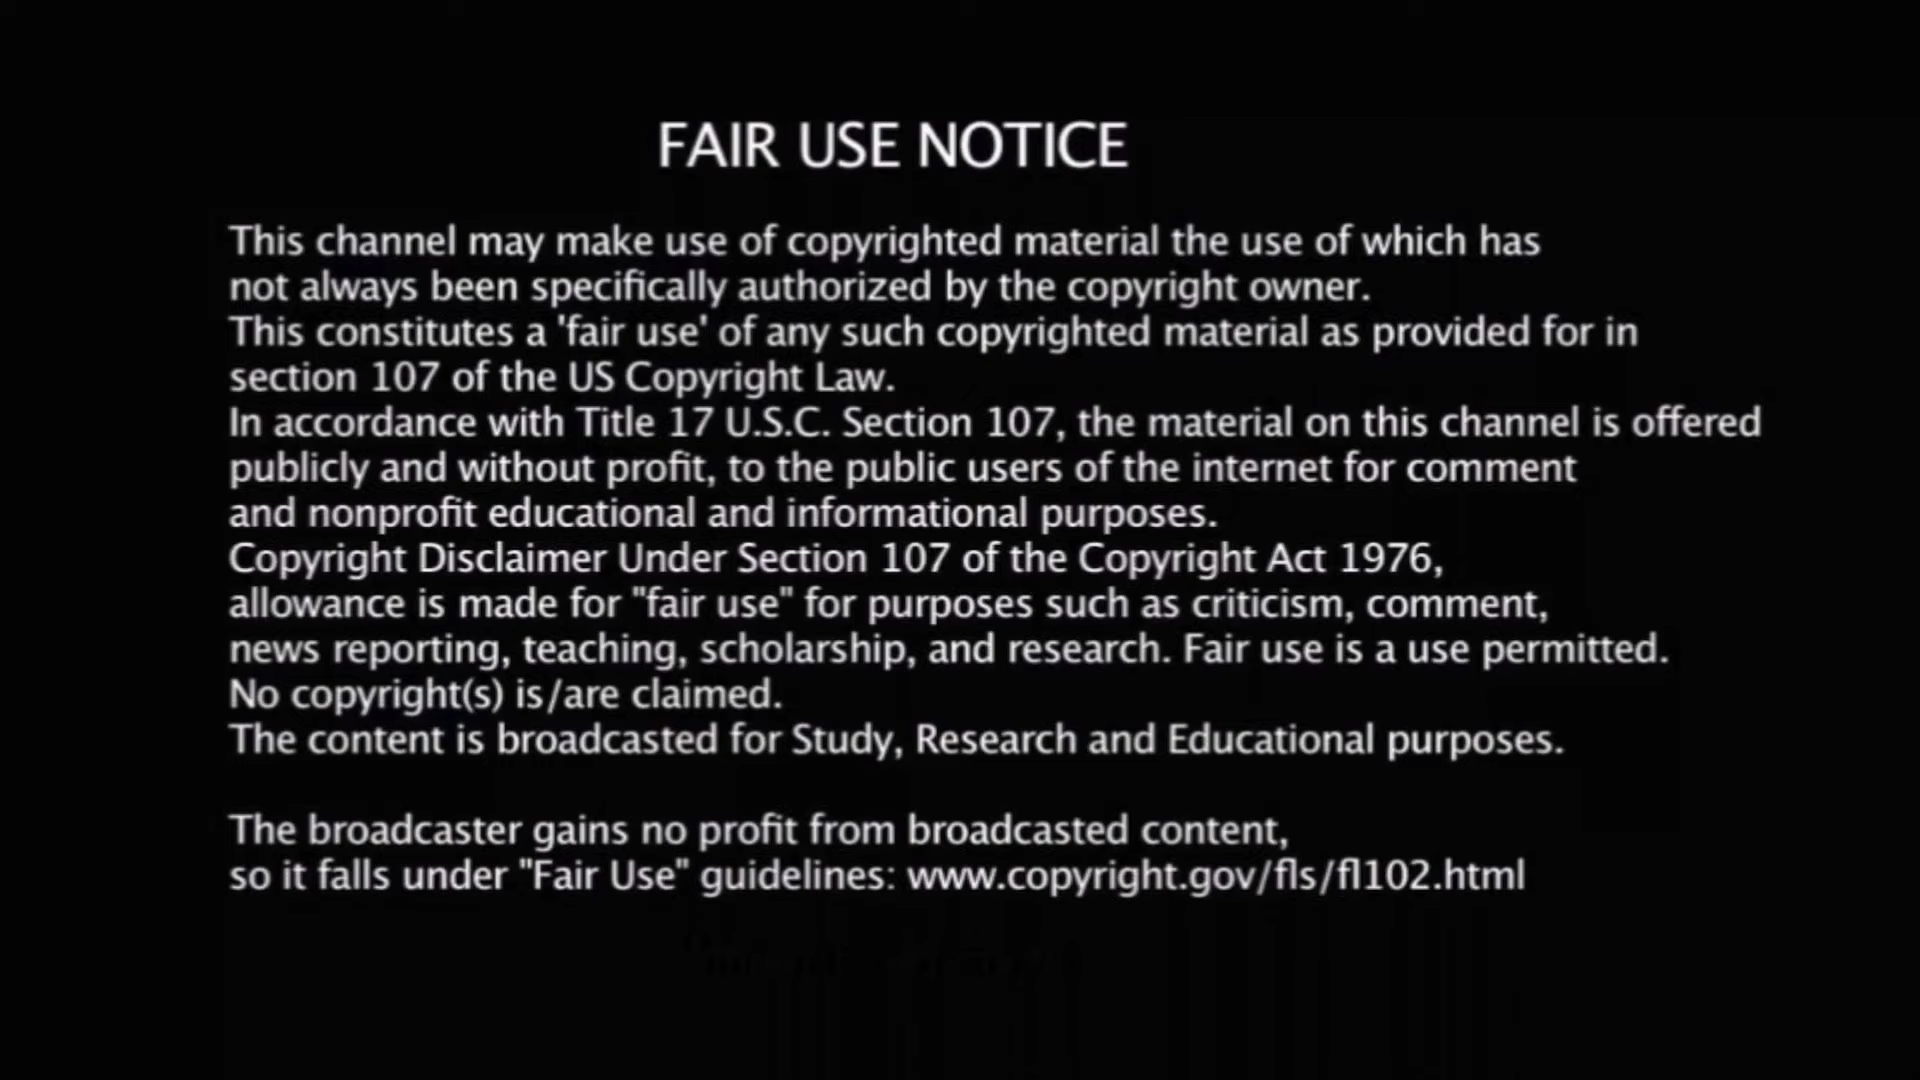 FAIR USE NOTICE
This channel may make use of copyrighted material the use of which has
not always been specifically authorized by the copyright owner.
This constitutes a 'fair use' of any such copyrighted material as provided for in
section 107 of the US Copyright Law.
In accordance with Title 17 U.S.C. Section 107, the material on this channel is offered
publicly and without profit, to the public users of the internet for comment
and nonprofit educational and informational purposes.
Copyright Disclaimer Under Section 107 of the Copyright Act 1976,
allowance is made for "fair use" for purposes such as criticism, comment,
news reporting, teaching, scholarship, and research. Fair use is a use permitted.
No copyright(s) is/are claimed.
The content is broadcasted for Study, Research and Educational purposes.
The broadcaster gains no profit from broadcasted content,
so it falls under "Fair Use" guidelines: www.copyright.gov/fls/fl102.html